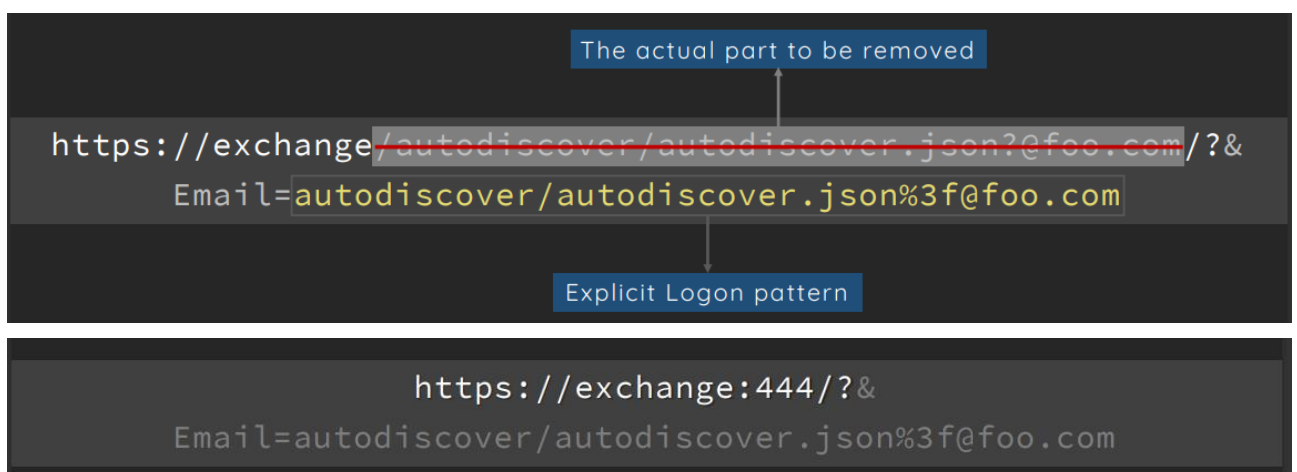 The actual part to be removed
https://exchange/autodiscover/autodiscover.json?@foo.com/?&
Email=autodiscover/autodiscover.json%3f@foo.com
Explicit Logon pattern
https://exchange:444/?&
Email=autodiscover/autodiscover.json%3f@foo.com